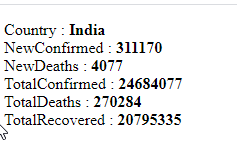 Country : India
NewConfirmed : 311170
NewDeaths : 4077
TotalConfirmed : 24684077
TotalDeaths : 270284
TotalRecovered : 20795335